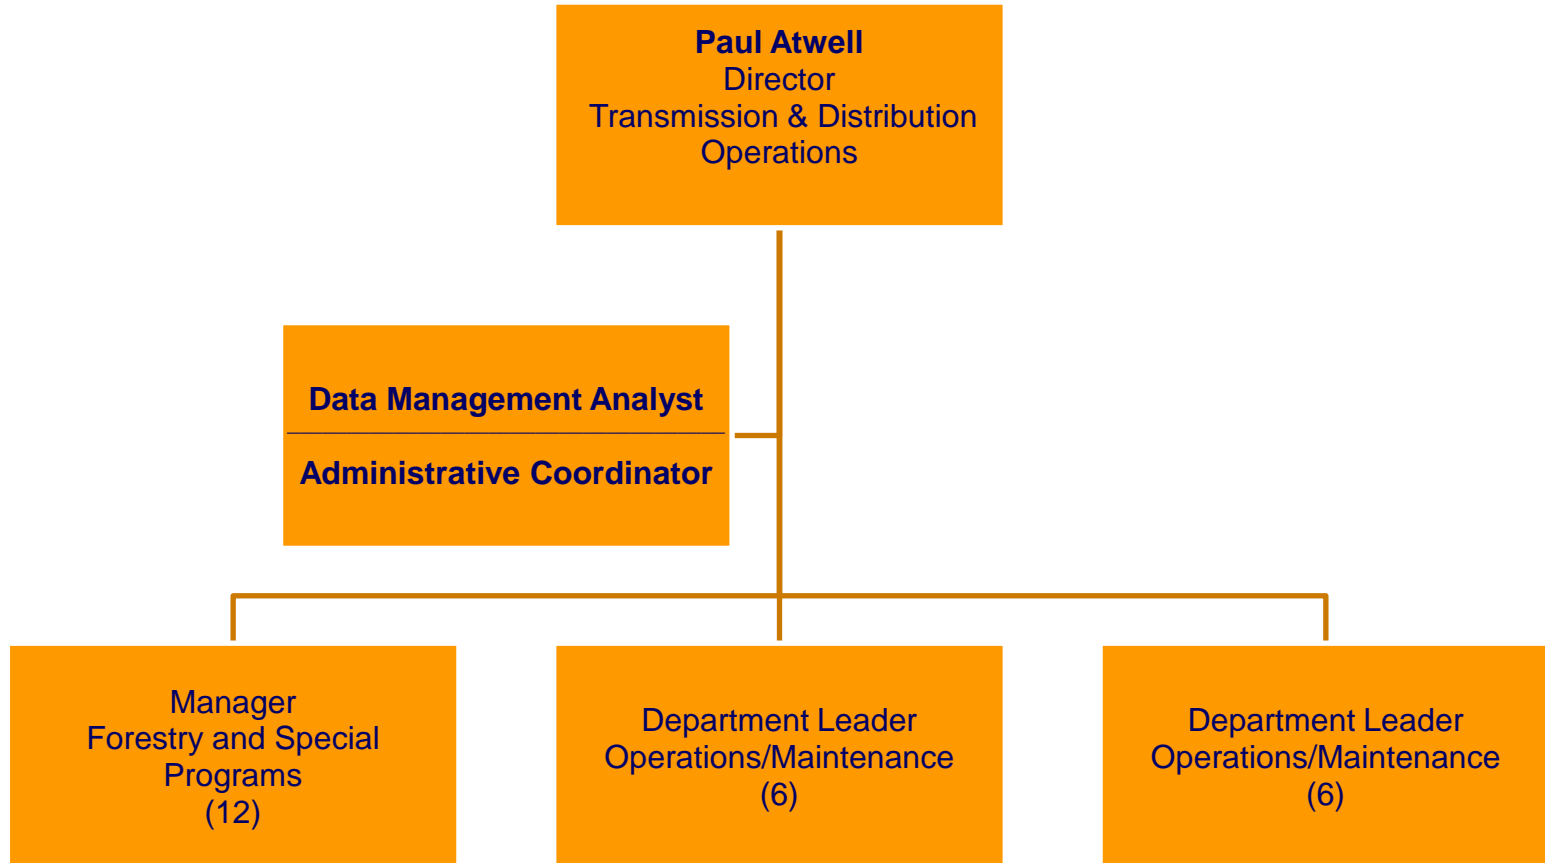 Paul Atwell
Director
Transmission & Distribution
Operations
Data Management Analyst
Administrative Coordinator
Manager
Forestry and Special
Programs
(12)
Department Leader
Operations/Maintenance
(6)
Department Leader
Operations/Maintenance
(6)